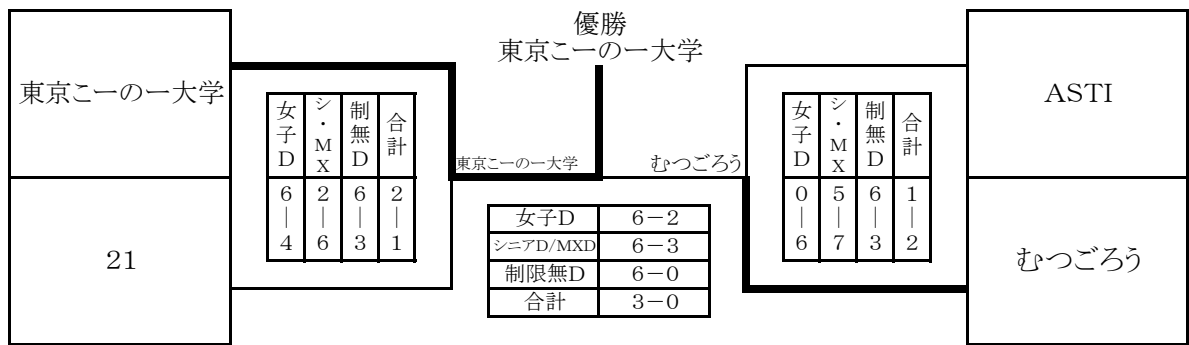 優勝
東京こーのー大学
東京こーのー大学
21
女子D
シ・MX
制無D
合計
6-4
2-6
6-3
2-1
東京こーのー大学
むつごろう
女子D 6-2
シニアD/MXD 6-3
制限無D 6-0
合計 3-0
女子D
シ・MX
制無D
合計
0-6
5-7
6-3
1-2
ASTI
むつごろう